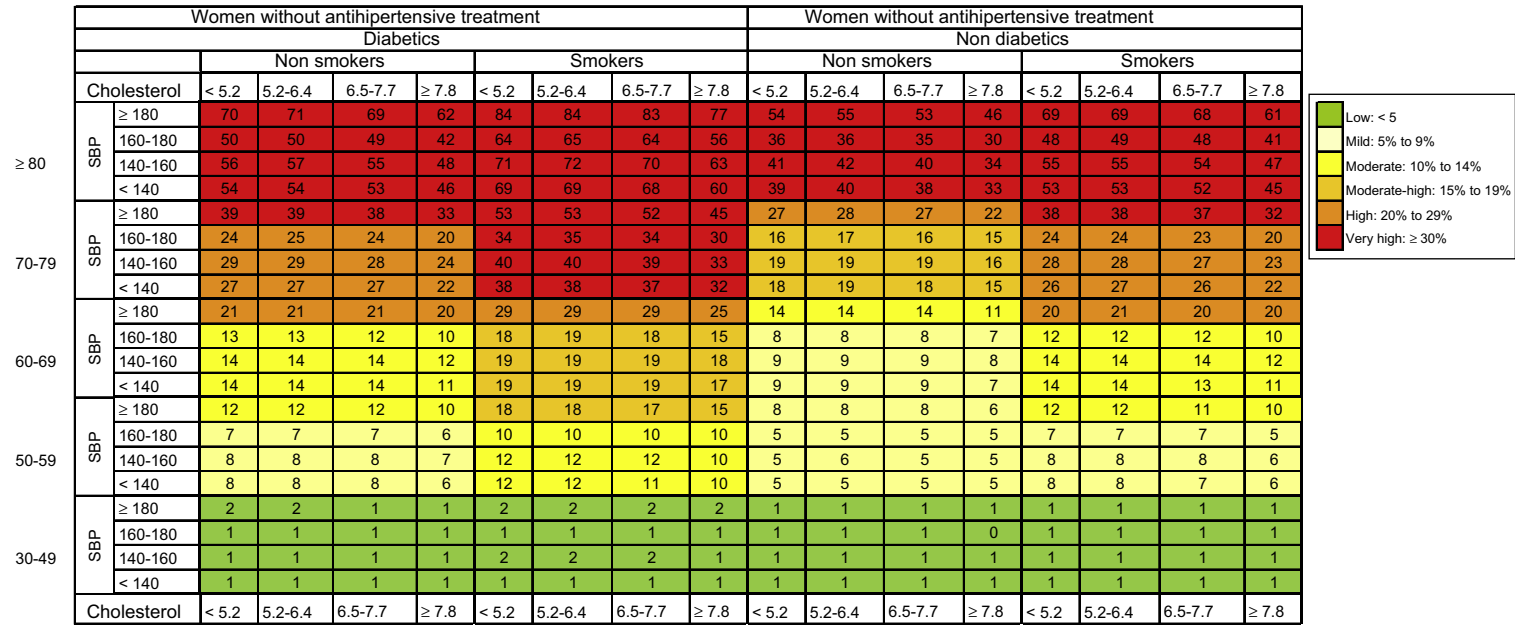 Women without antihipertensive treatment Women without antihipertensive treatment
Diabetics Non diabetics
Non smokers Smokers Non smokers Smokers
Cholesterol < 5.2 5.2-6.4 6.5-7.7 ≥ 7.8 < 5.2 5.2-6.4 6.5-7.7 ≥ 7.8 < 5.2 5.2-6.4 6.5-7.7 ≥ 7.8 < 5.2 5.2-6.4 6.5-7.7 ≥ 7.8
≥ 80
SBP
≥ 180 70 71 69 62 84 84 83 77 54 55 53 46 69 69 68 61
160-180 50 50 49 42 64 65 64 56 36 36 35 30 48 49 48 41
140-160 56 57 55 48 71 72 70 63 41 42 40 34 55 55 54 47
< 140 54 54 53 46 69 69 68 60 39 40 38 33 53 53 52 45
70-79
SBP
≥ 180 39 39 38 33 53 53 52 45 27 28 27 22 38 38 37 32
160-180 24 25 24 20 34 35 34 30 16 17 16 15 24 24 23 20
140-160 29 29 28 24 40 40 39 33 19 19 19 16 28 28 27 23
< 140 27 27 27 22 38 38 37 32 18 19 18 15 26 27 26 22
60-69
SBP
≥ 180 21 21 21 20 29 29 29 25 14 14 14 11 20 21 20 20
160-180 13 13 12 10 18 19 18 15 8 8 8 7 12 12 12 10
140-160 14 14 14 12 19 19 19 18 9 9 9 8 14 14 14 12
< 140 14 14 14 11 19 19 19 17 9 9 9 7 14 14 13 11
50-59
SBP
≥ 180 12 12 12 10 18 18 17 15 8 8 8 6 12 12 11 10
160-180 7 7 7 6 10 10 10 10 5 5 5 5 7 7 7 5
140-160 8 8 8 7 12 12 12 10 5 6 5 5 8 8 8 6
< 140 8 8 8 6 12 12 11 10 5 5 5 5 8 8 7 6
30-49
SBP
≥ 180 2 2 1 1 2 2 2 2 1 1 1 1 1 1 1 1
160-180 1 1 1 1 1 1 1 1 1 1 1 0 1 1 1 1
140-160 1 1 1 1 2 2 2 1 1 1 1 1 1 1 1 1
< 140 1 1 1 1 1 1 1 1 1 1 1 1 1 1 1 1
Cholesterol < 5.2 5.2-6.4 6.5-7.7 ≥ 7.8 < 5.2 5.2-6.4 6.5-7.7 ≥ 7.8 < 5.2 5.2-6.4 6.5-7.7 ≥ 7.8 < 5.2 5.2-6.4 6.5-7.7 ≥ 7.8
Low: < 5
Mild: 5% to 9%
Moderate: 10% to 14%
Moderate-high: 15% to 19%
High: 20% to 29%
Very high: ≥ 30%